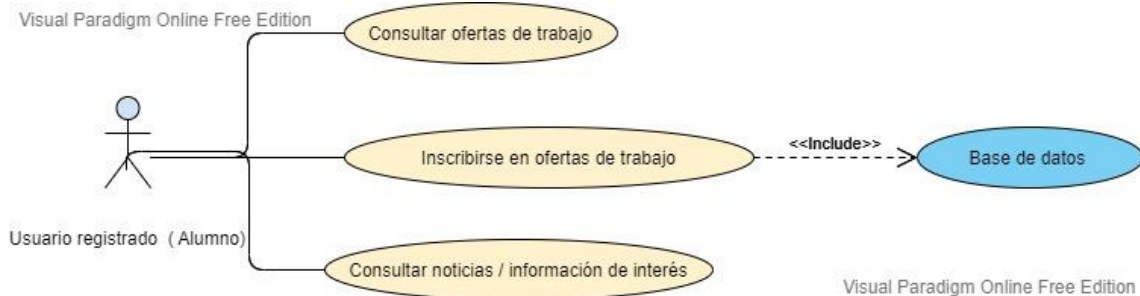 Visual Paradigm Online Free Edition
Consultar ofertas de trabajo
Inscribirse en ofertas de trabajo
<<Include>>
Base de datos
Usuario registrado ( Alumno)
Consultar noticias / información de interés
Visual Paradigm Online Free Edition